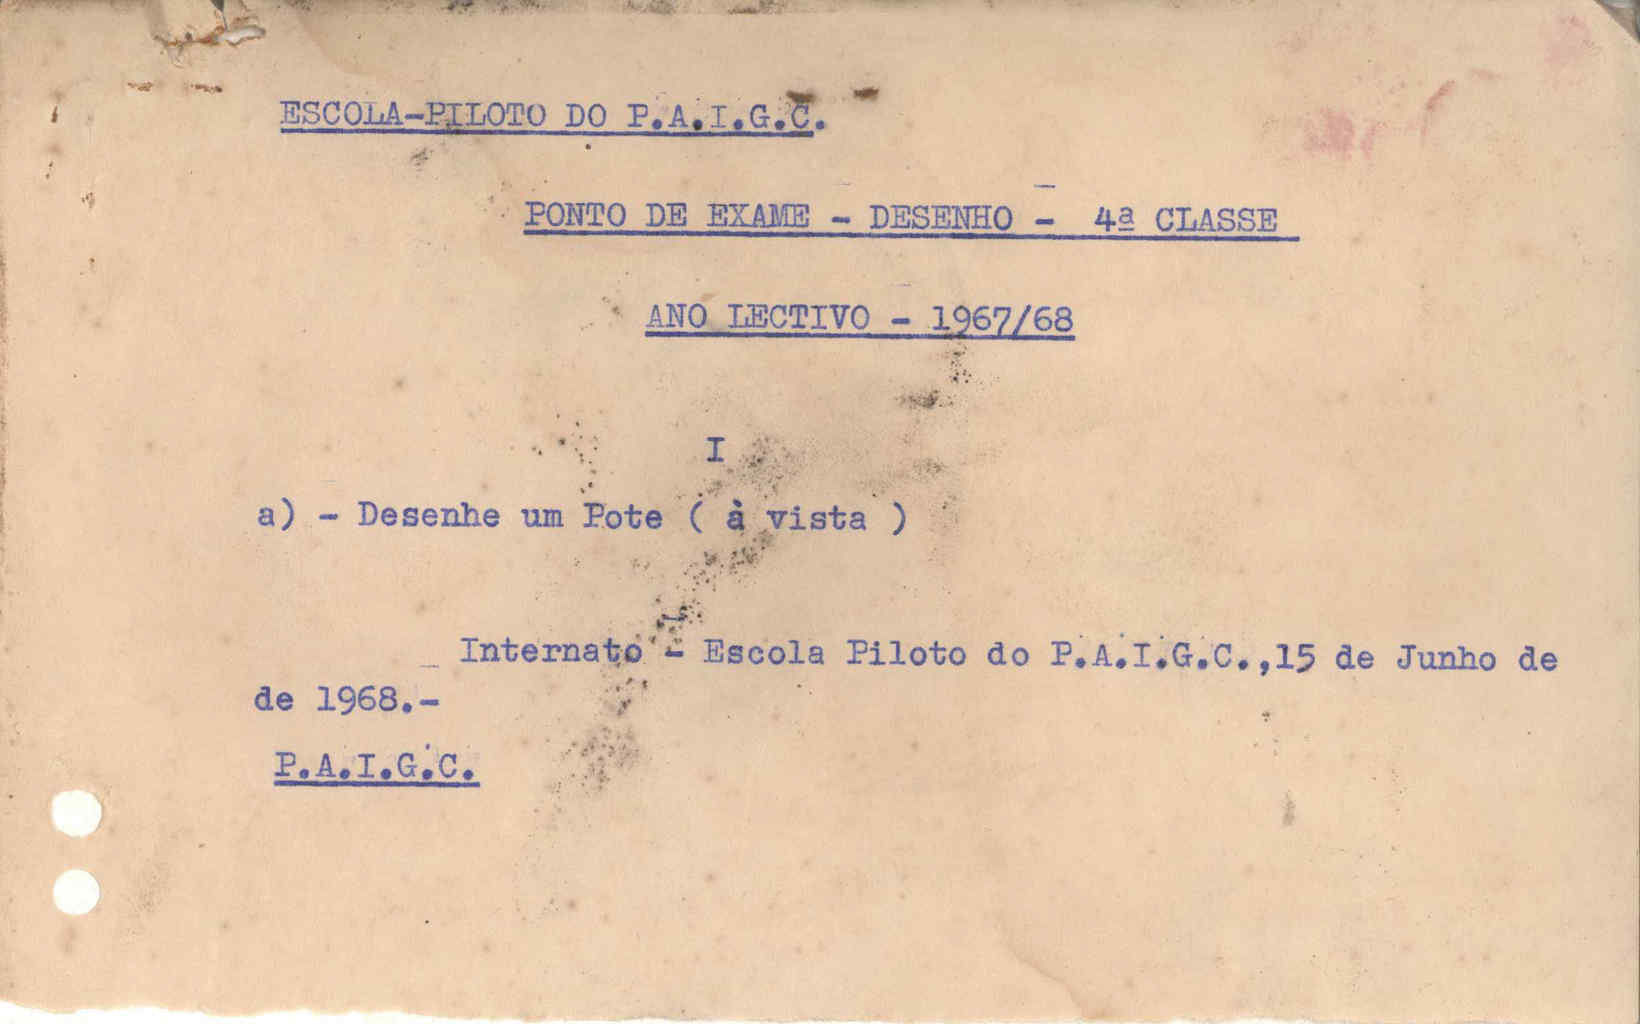 ESCOLA-PILOTO DO P.A.I.G.C.
PONTO DE EXAME - DESENHO - 4ª CLASSE
ANO LECTIVO - 1967/68
I
a) - Desenhe um Pote ( à vista )
Internato - Escola Piloto do P.A.I.G.C.,15 de Junho de
de 1968.-
P.A.I.G.C.